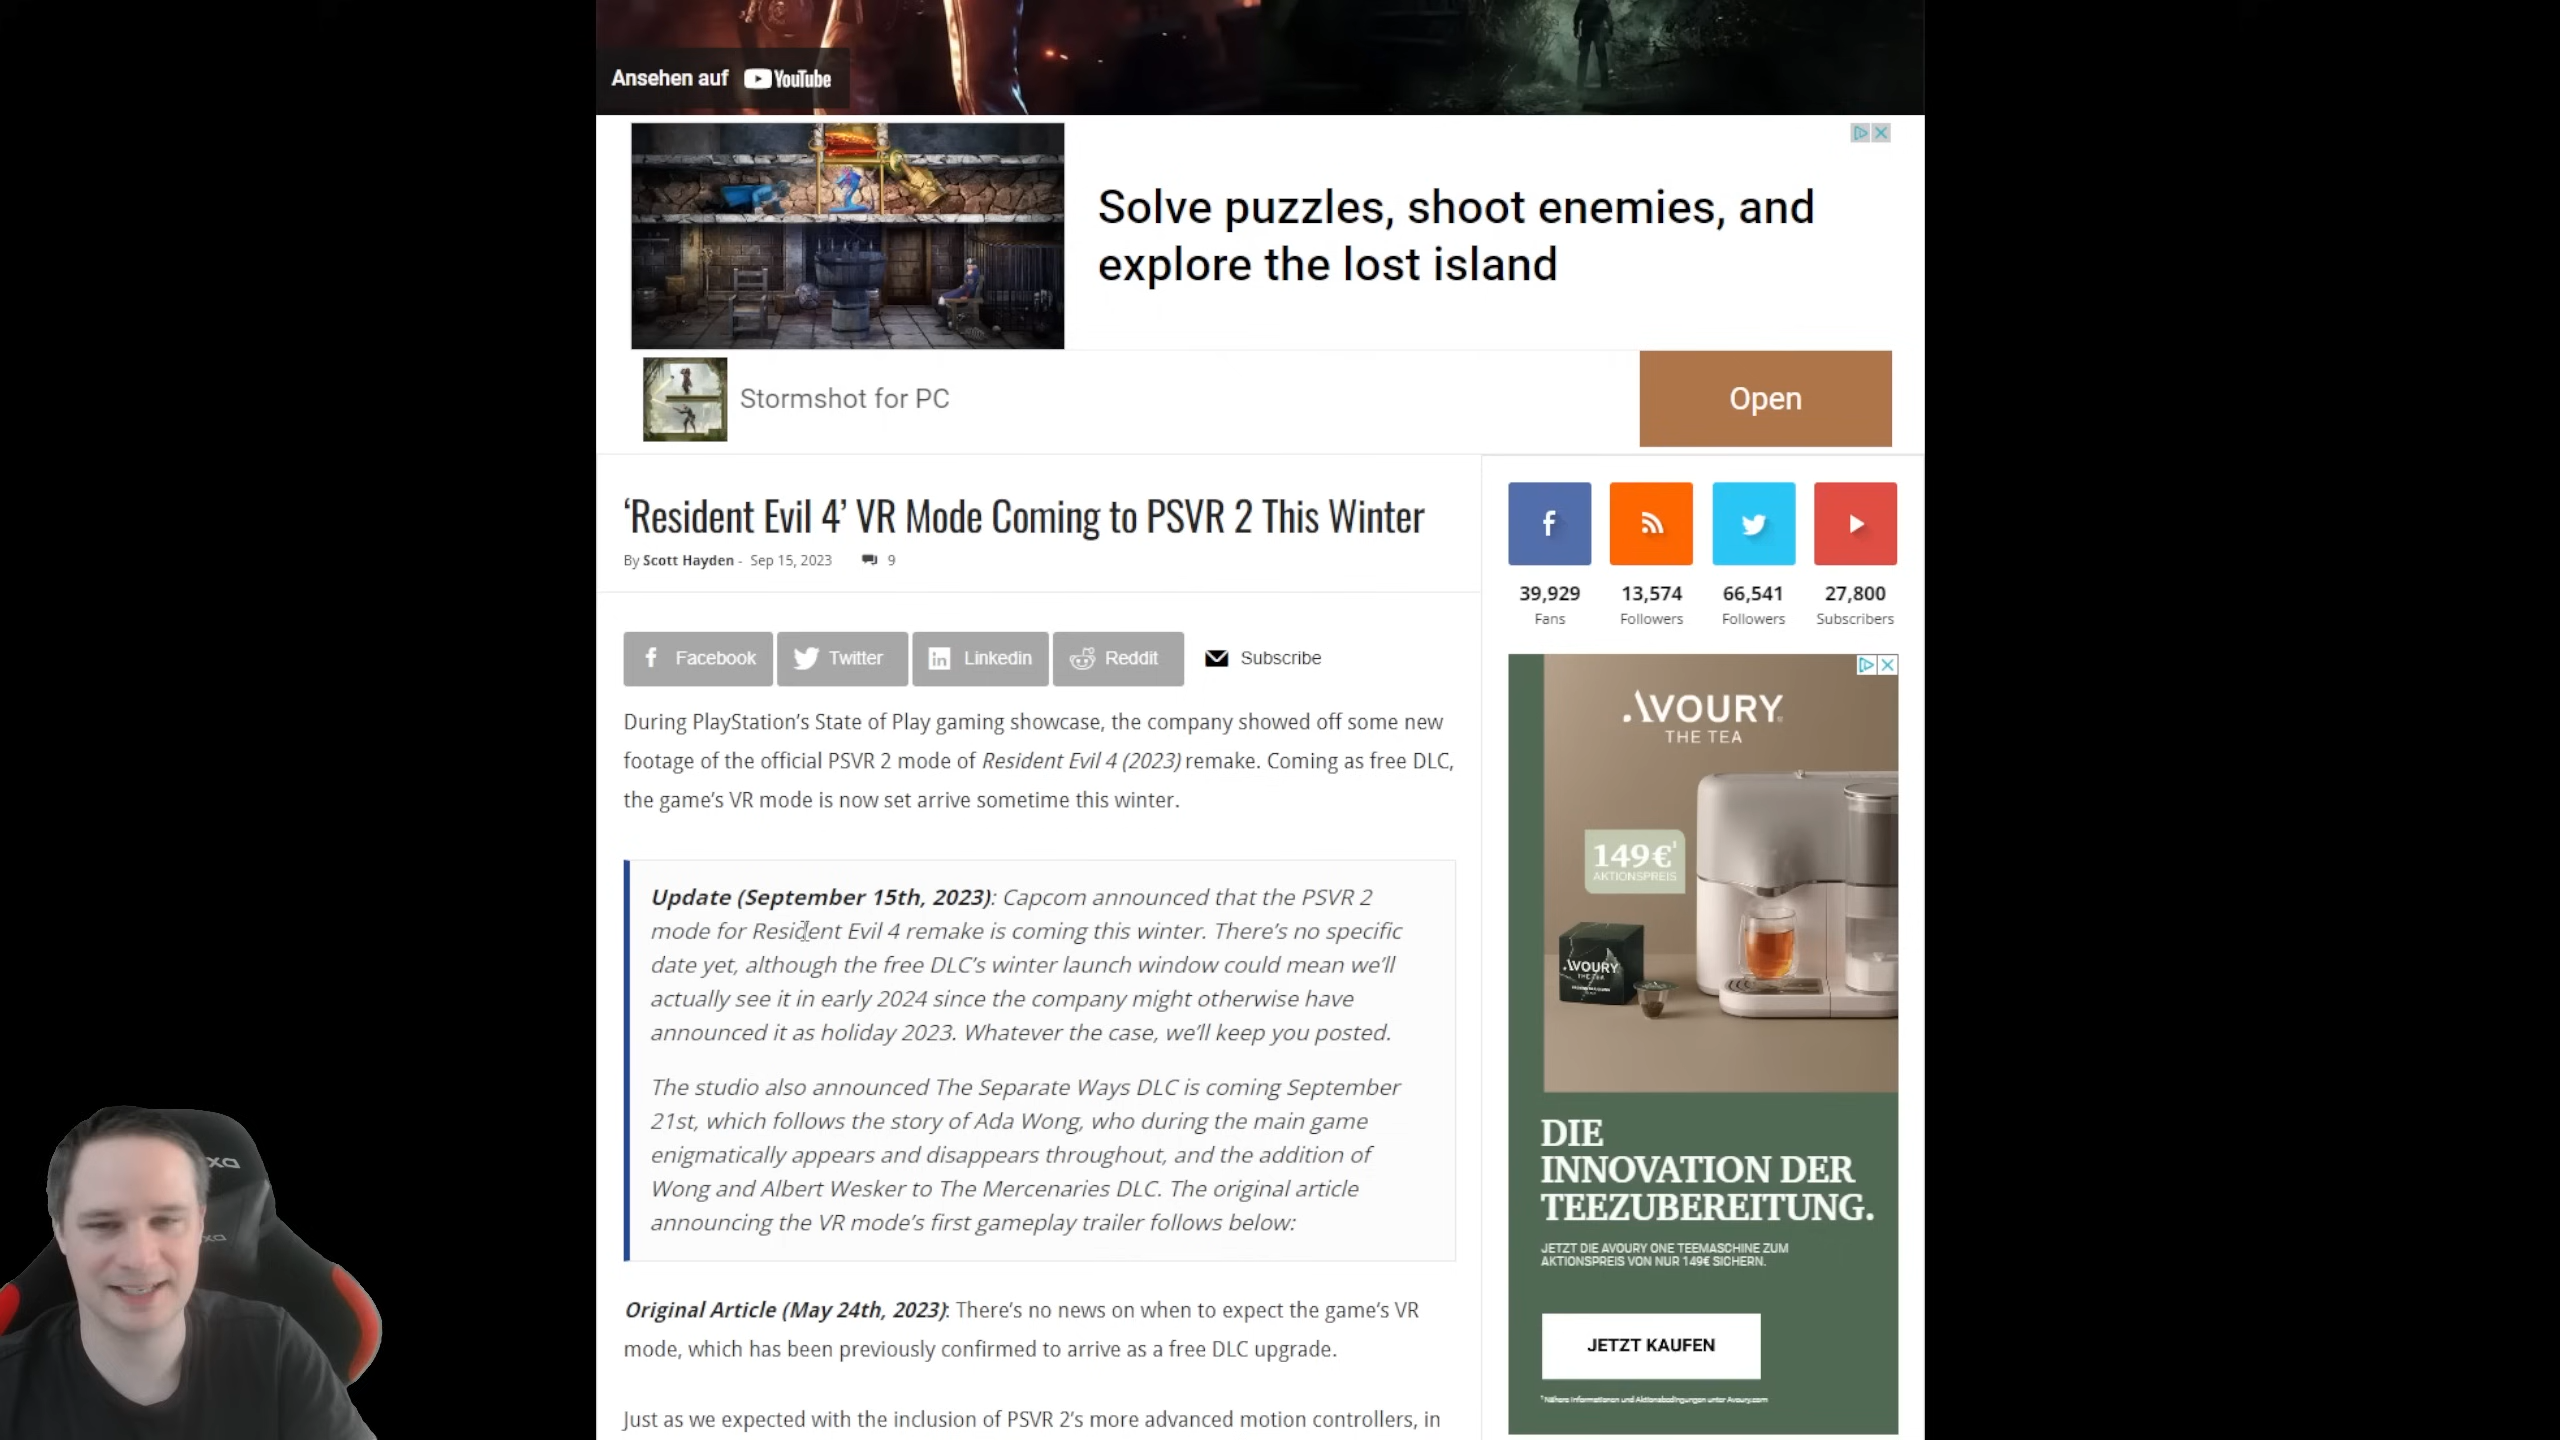 Ansehen auf YouTube
Solve puzzles, shoot enemies, and
explore the lost island
Stormshot for PC
Open
‘Resident Evil 4’ VR Mode Coming to PSVR 2 This Winter
By Scott Hayden - Sep 15, 2023 9
Facebook Twitter Linkedin Reddit Subscribe
During PlayStation’s State of Play gaming showcase, the company showed off some new
footage of the official PSVR 2 mode of Resident Evil 4 (2023) remake. Coming as free DLC,
the game’s VR mode is now set arrive sometime this winter.
Update (September 15th, 2023): Capcom announced that the PSVR 2
mode for Resident Evil 4 remake is coming this winter. There’s no specific
date yet, although the free DLC’s winter launch window could mean we’ll
actually see it in early 2024 since the company might otherwise have
announced it as holiday 2023. Whatever the case, we’ll keep you posted.
The studio also announced The Separate Ways DLC is coming September
21st, which follows the story of Ada Wong, who during the main game
enigmatically appears and disappears throughout, and the addition of
Wong and Albert Wesker to The Mercenaries DLC. The original article
announcing the VR mode’s first gameplay trailer follows below:
Original Article (May 24th, 2023): There’s no news on when to expect the game’s VR
mode, which has been previously confirmed to arrive as a free DLC upgrade.
Just as we expected with the inclusion of PSVR 2’s more advanced motion controllers, in
39,929 13,574 66,541 27,800
Fans Followers Followers Subscribers
AVOURY
THE TEA
149€¹
AKTIONSPREIS
AVOURY
THE TEA
DIE
INNOVATION DER
TEEZUBEREITUNG.
JETZT DIE AVOURY ONE TEEMASCHINE ZUM
AKTIONSPREIS VON NUR 149€ SICHERN.
JETZT KAUFEN
¹ Nähere Informationen und Aktionsbedingungen unter Avoury.com